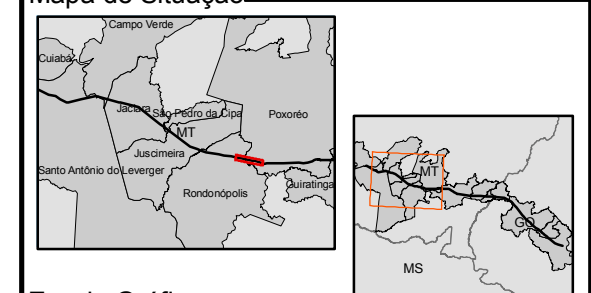 Mapa de Situação
Campo Verde
Cuiabá
Jaciara
São Pedro da Cipa
Poxoréo
MT
Juscimeira
Santo Antônio do Leverger
Rondonópolis
Guiratinga
MT
GO
MS